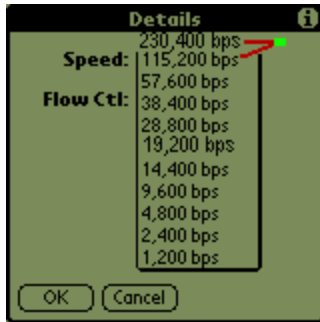 Details
230,400 bps
Speed: 115,200 bps
57,600 bps
Flow Ctl: 38,400 bps
28,800 bps
19,200 bps
14,400 bps
9,600 bps
4,800 bps
2,400 bps
1,200 bps
OK Cancel